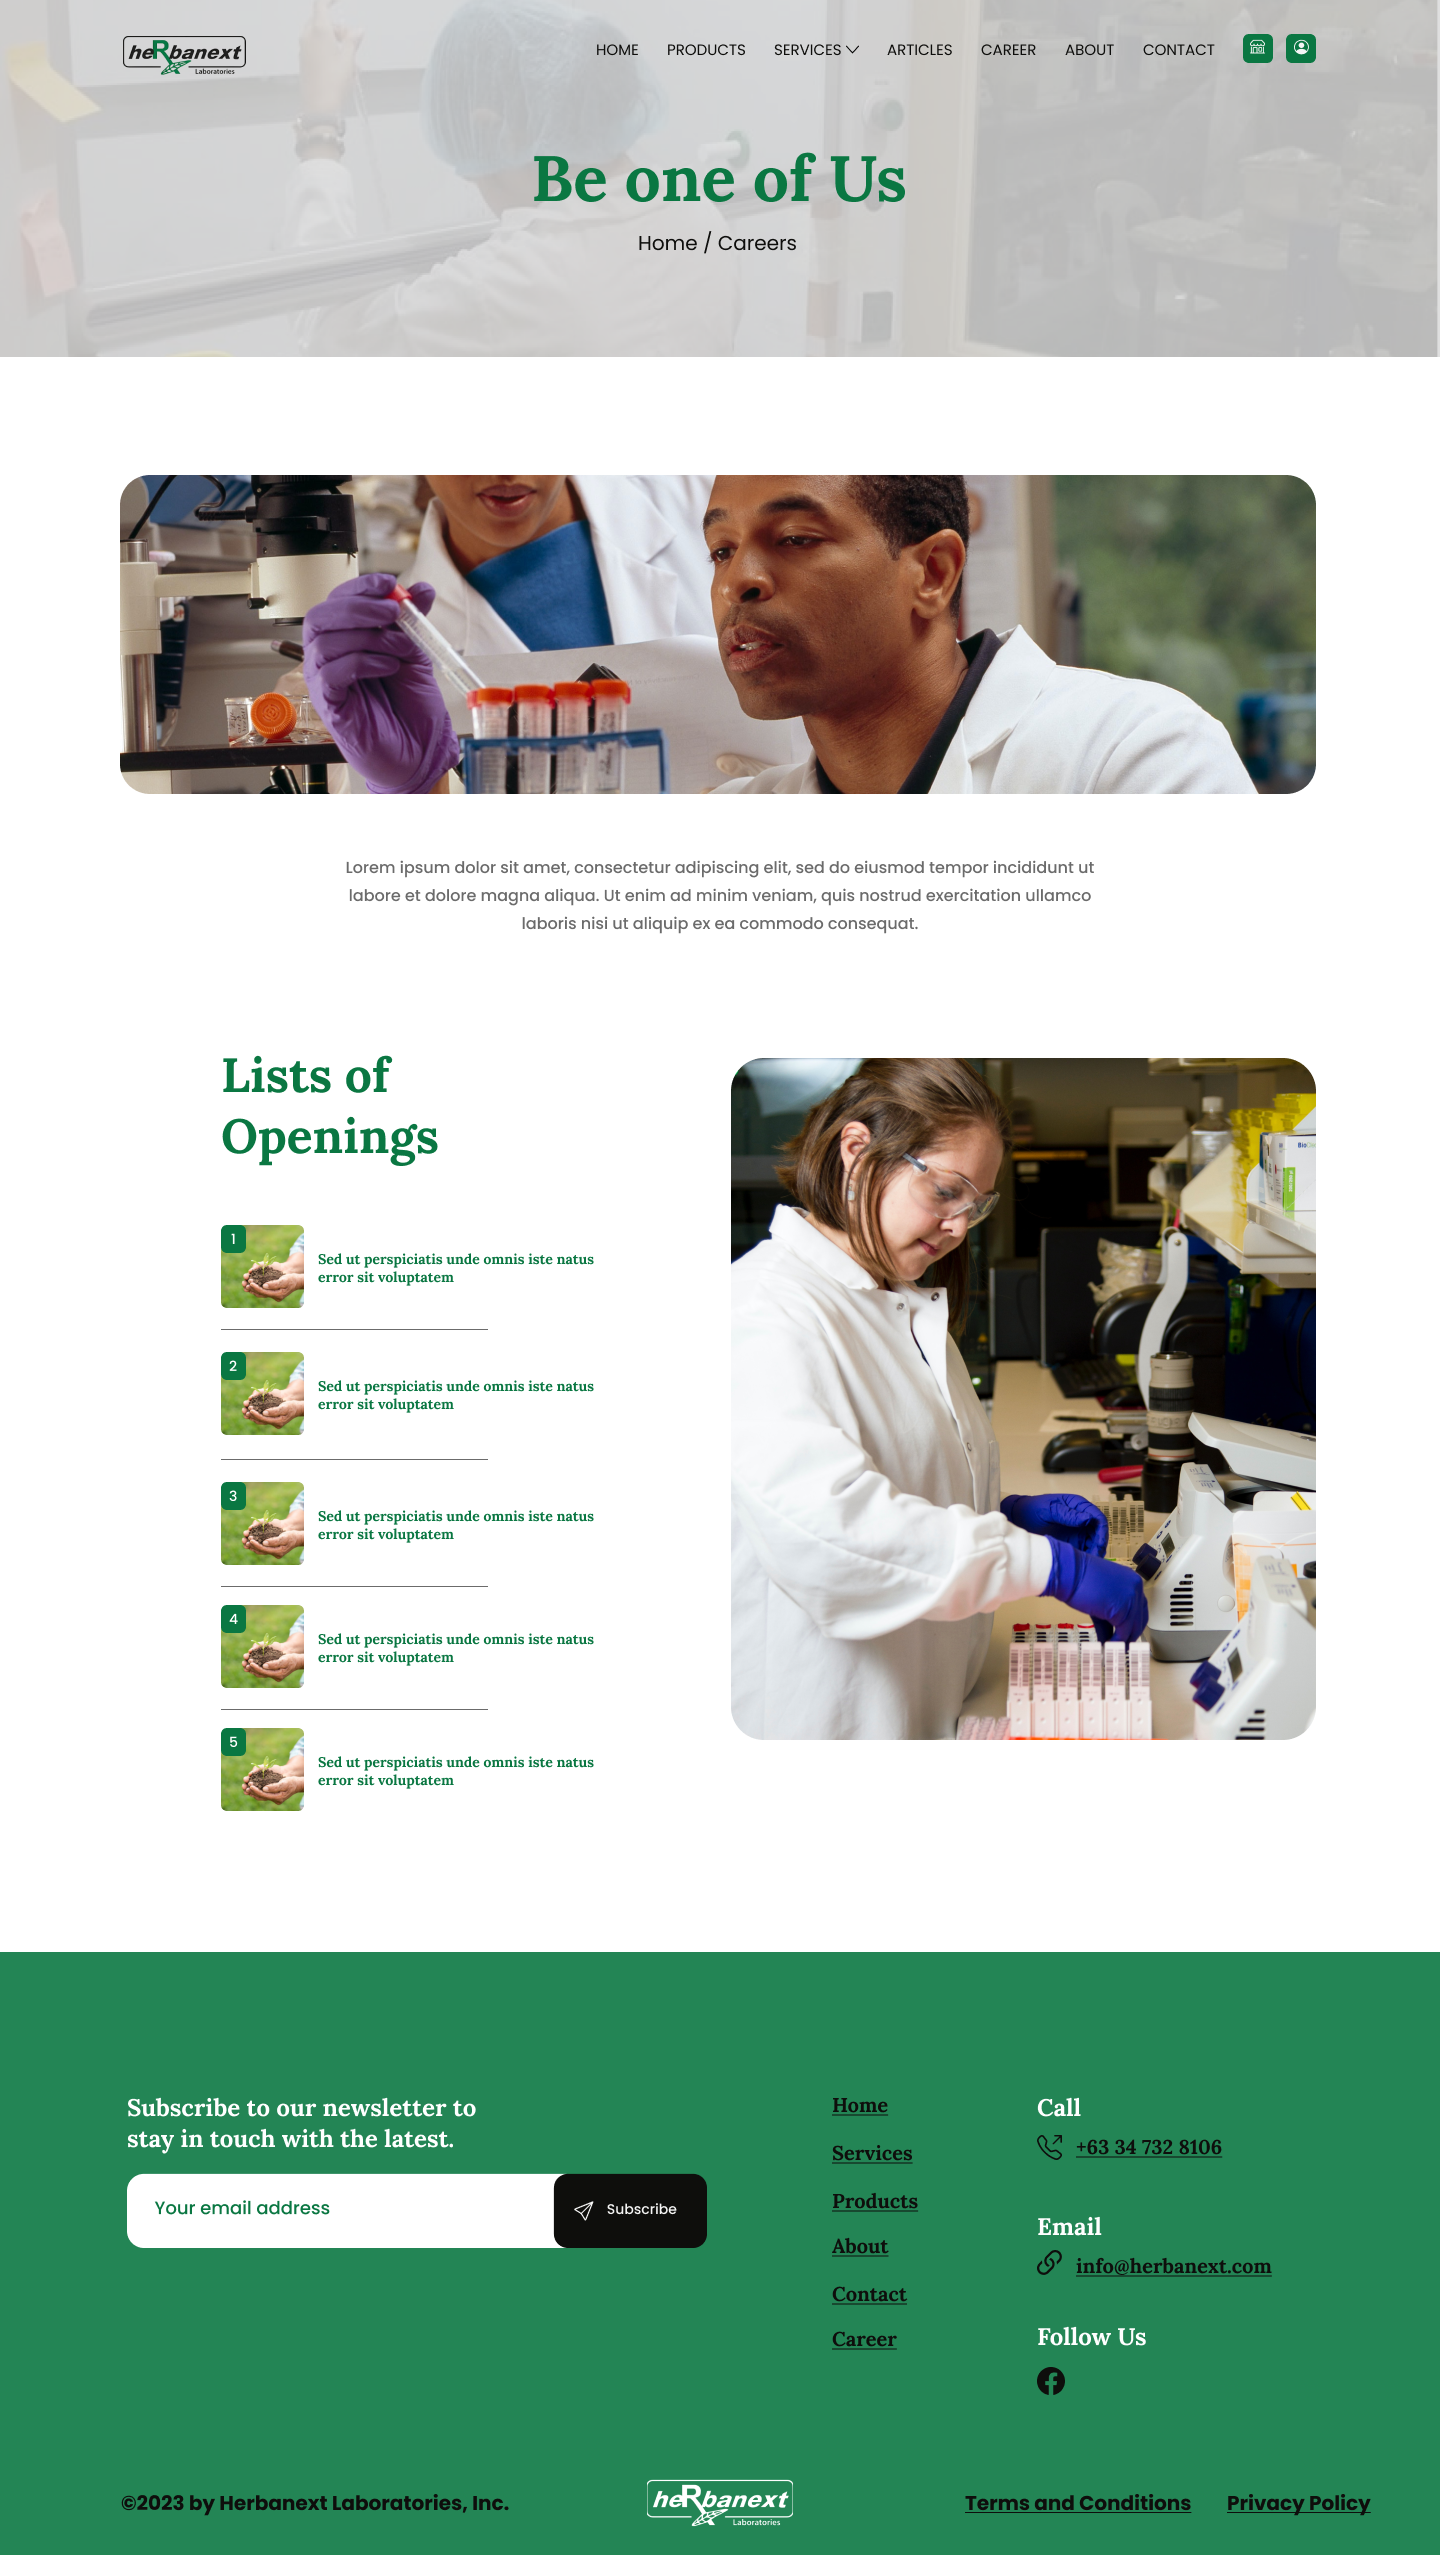 heRbanext
Laboratories
HOME PRODUCTS SERVICES ARTICLES CAREER ABOUT CONTACT
Be one of Us
Home / Careers
Lorem ipsum dolor sit amet, consectetur adipiscing elit, sed do eiusmod tempor incididunt ut
labore et dolore magna aliqua. Ut enim ad minim veniam, quis nostrud exercitation ullamco
laboris nisi ut aliquip ex ea commodo consequat.
Lists of
Openings
1
Sed ut perspiciatis unde omnis iste natus
error sit voluptatem
2
Sed ut perspiciatis unde omnis iste natus
error sit voluptatem
3
Sed ut perspiciatis unde omnis iste natus
error sit voluptatem
4
Sed ut perspiciatis unde omnis iste natus
error sit voluptatem
5
Sed ut perspiciatis unde omnis iste natus
error sit voluptatem
Subscribe to our newsletter to
stay in touch with the latest.
Your email address
Subscribe
Home
Services
Products
About
Contact
Career
Call
+63 34 732 8106
Email
info@herbanext.com
Follow Us
©2023 by Herbanext Laboratories, Inc.
heRbanext
Laboratories
Terms and Conditions
Privacy Policy